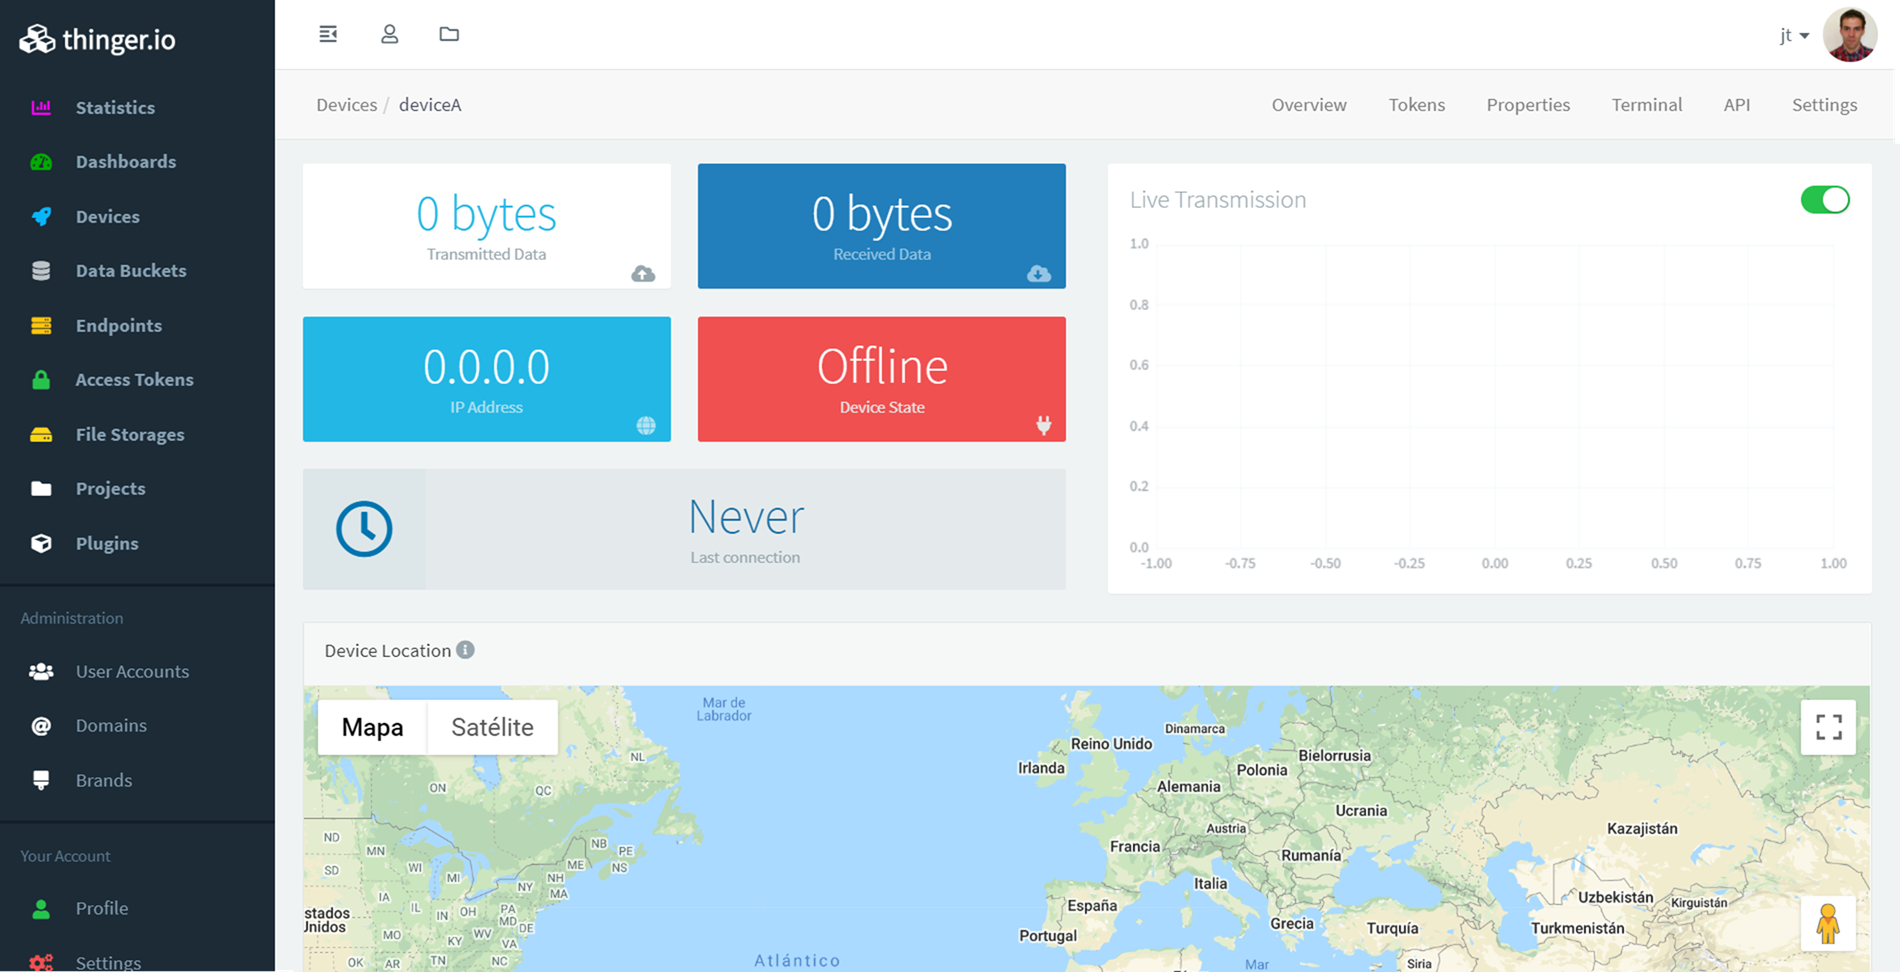 thinger.io
jt
Statistics
Dashboards
Devices
Data Buckets
Endpoints
Access Tokens
File Storages
Projects
Plugins
Administration
User Accounts
Domains
Brands
Your Account
Profile
Settings
Devices / deviceA
Overview Tokens Properties Terminal API Settings
0 bytes
Transmitted Data
0 bytes
Received Data
0.0.0.0
IP Address
Offline
Device State
Never
Last connection
Live Transmission
1.0
0.8
0.6
0.4
0.2
0.0
-1.00 -0.75 -0.50 -0.25 0.00 0.25 0.50 0.75 1.00
Device Location
Mapa Satélite
Mar de
Labrador
NL
ON
QC
ND
MN
SD
WI
MI
NB
PE
NS
ME
NH
MA
NY
IA
IL
IN
OH
PA
MD
DE
stados
Jnidos
MO
KY
WV
VA
OK
AR
TN
NC
Atlántico
Irlanda
Reino Unido
Dinamarca
Bielorrusia
Polonia
Alemania
Ucrania
Austria
Francia
Rumanía
Kazajistán
Italia
España
Portugal
Grecia
Turquía
Uzbekistán
Kirguistán
Turkmenistán
Siria
Mar